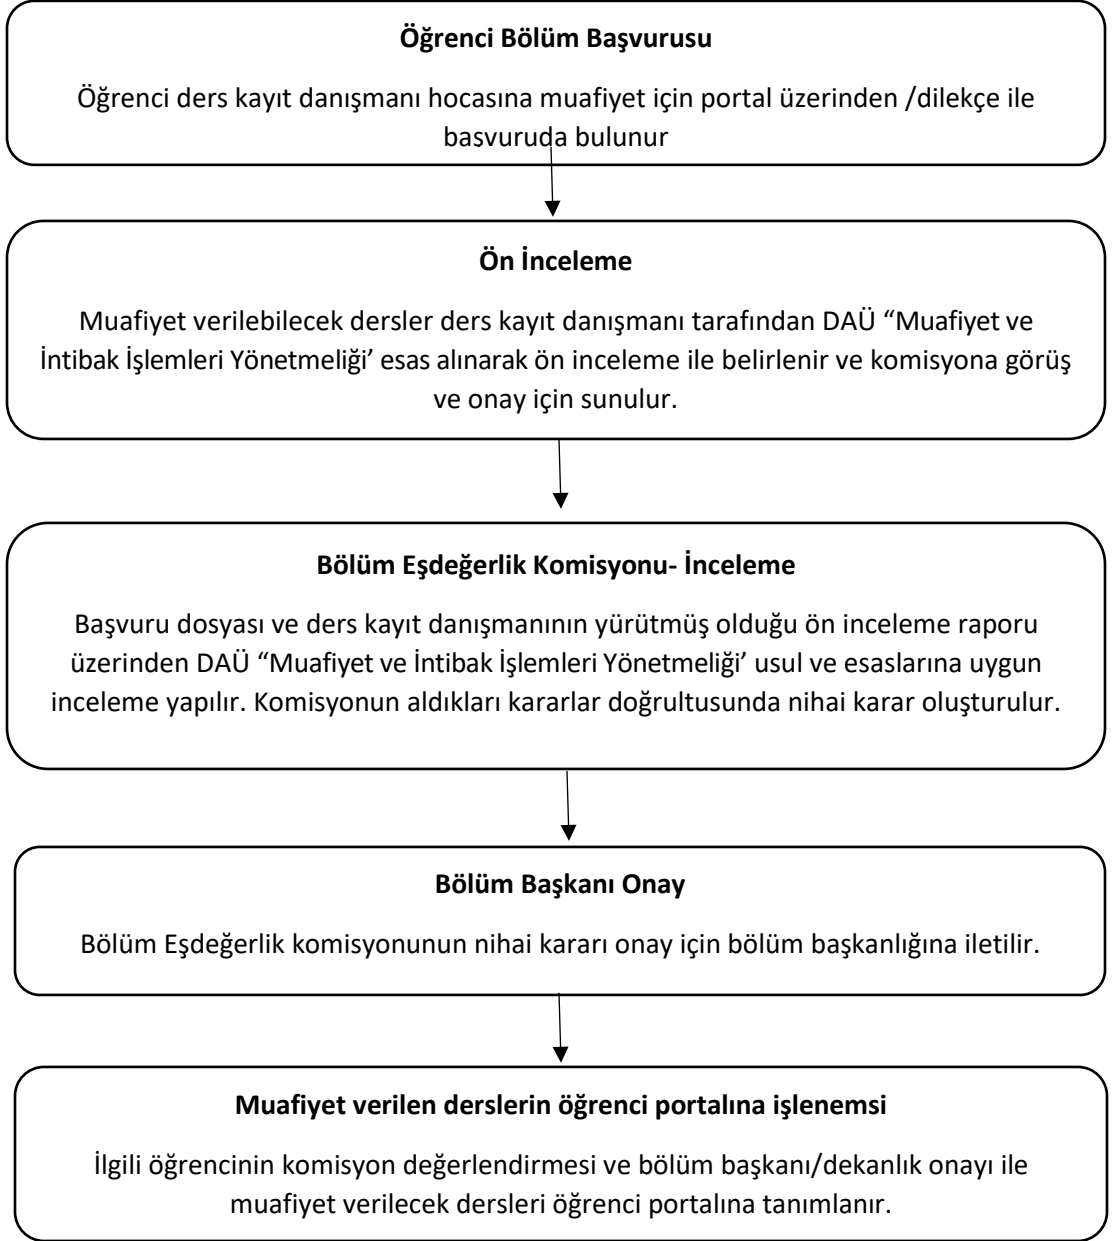 Öğrenci Bölüm Başvurusu
Öğrenci ders kayıt danışmanı hocasına muafiyet için portal üzerinden /dilekçe ile
basvuruda bulunur
Ön İnceleme
Muafiyet verilebilecek dersler ders kayıt danışmanı tarafından DAÜ “Muafiyet ve
İntibak İşlemleri Yönetmeliği’ esas alınarak ön inceleme ile belirlenir ve komisyona görüş
ve onay için sunulur.
Bölüm Eşdeğerlik Komisyonu- İnceleme
Başvuru dosyası ve ders kayıt danışmanının yürütmüş olduğu ön inceleme raporu
üzerinden DAÜ “Muafiyet ve İntibak İşlemleri Yönetmeliği’ usul ve esaslarına uygun
inceleme yapılır. Komisyonun aldıkları kararlar doğrultusunda nihai karar oluşturulur.
Bölüm Başkanı Onay
Bölüm Eşdeğerlik komisyonunun nihai kararı onay için bölüm başkanlığına iletilir.
Muafiyet verilen derslerin öğrenci portalına işlenemsi
İlgili öğrencinin komisyon değerlendirmesi ve bölüm başkanı/dekanlık onayı ile
muafiyet verilecek dersleri öğrenci portalına tanımlanır.